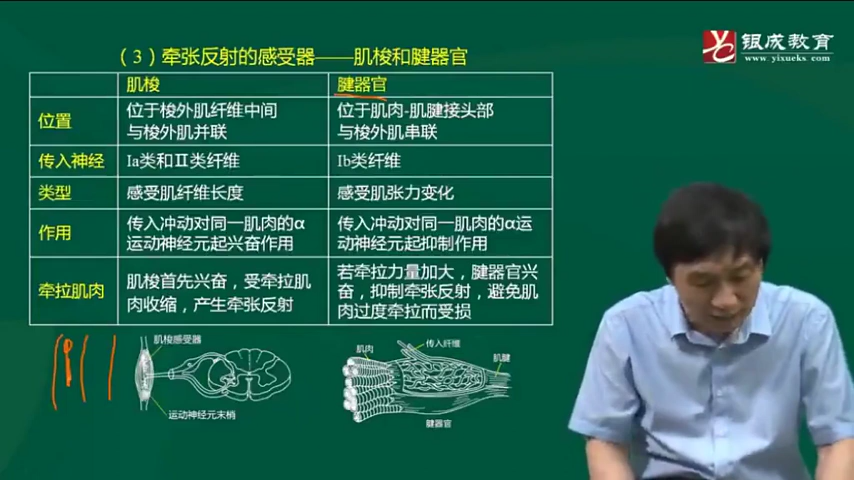 银成教育
www.yixueks.com
（3）牵张反射的感受器——肌梭和腱器官
肌梭
腱器官
位置
位于梭外肌纤维中间
与梭外肌并联
位于肌肉-肌腱接头部
与梭外肌串联
传入神经
Ia类和Ⅱ类纤维
Ib类纤维
类型
感受肌纤维长度
感受肌张力变化
作用
传入冲动对同一肌肉的α
运动神经元起兴奋作用
传入冲动对同一肌肉的α运
动神经元起抑制作用
牵拉肌肉
肌梭首先兴奋，受牵拉肌
肉收缩，产生牵张反射
若牵拉力量加大，腱器官兴
奋，抑制牵张反射，避免肌
肉过度牵拉而受损
肌梭感受器
运动神经元末梢
肌肉
传入纤维
肌腱
腱器官